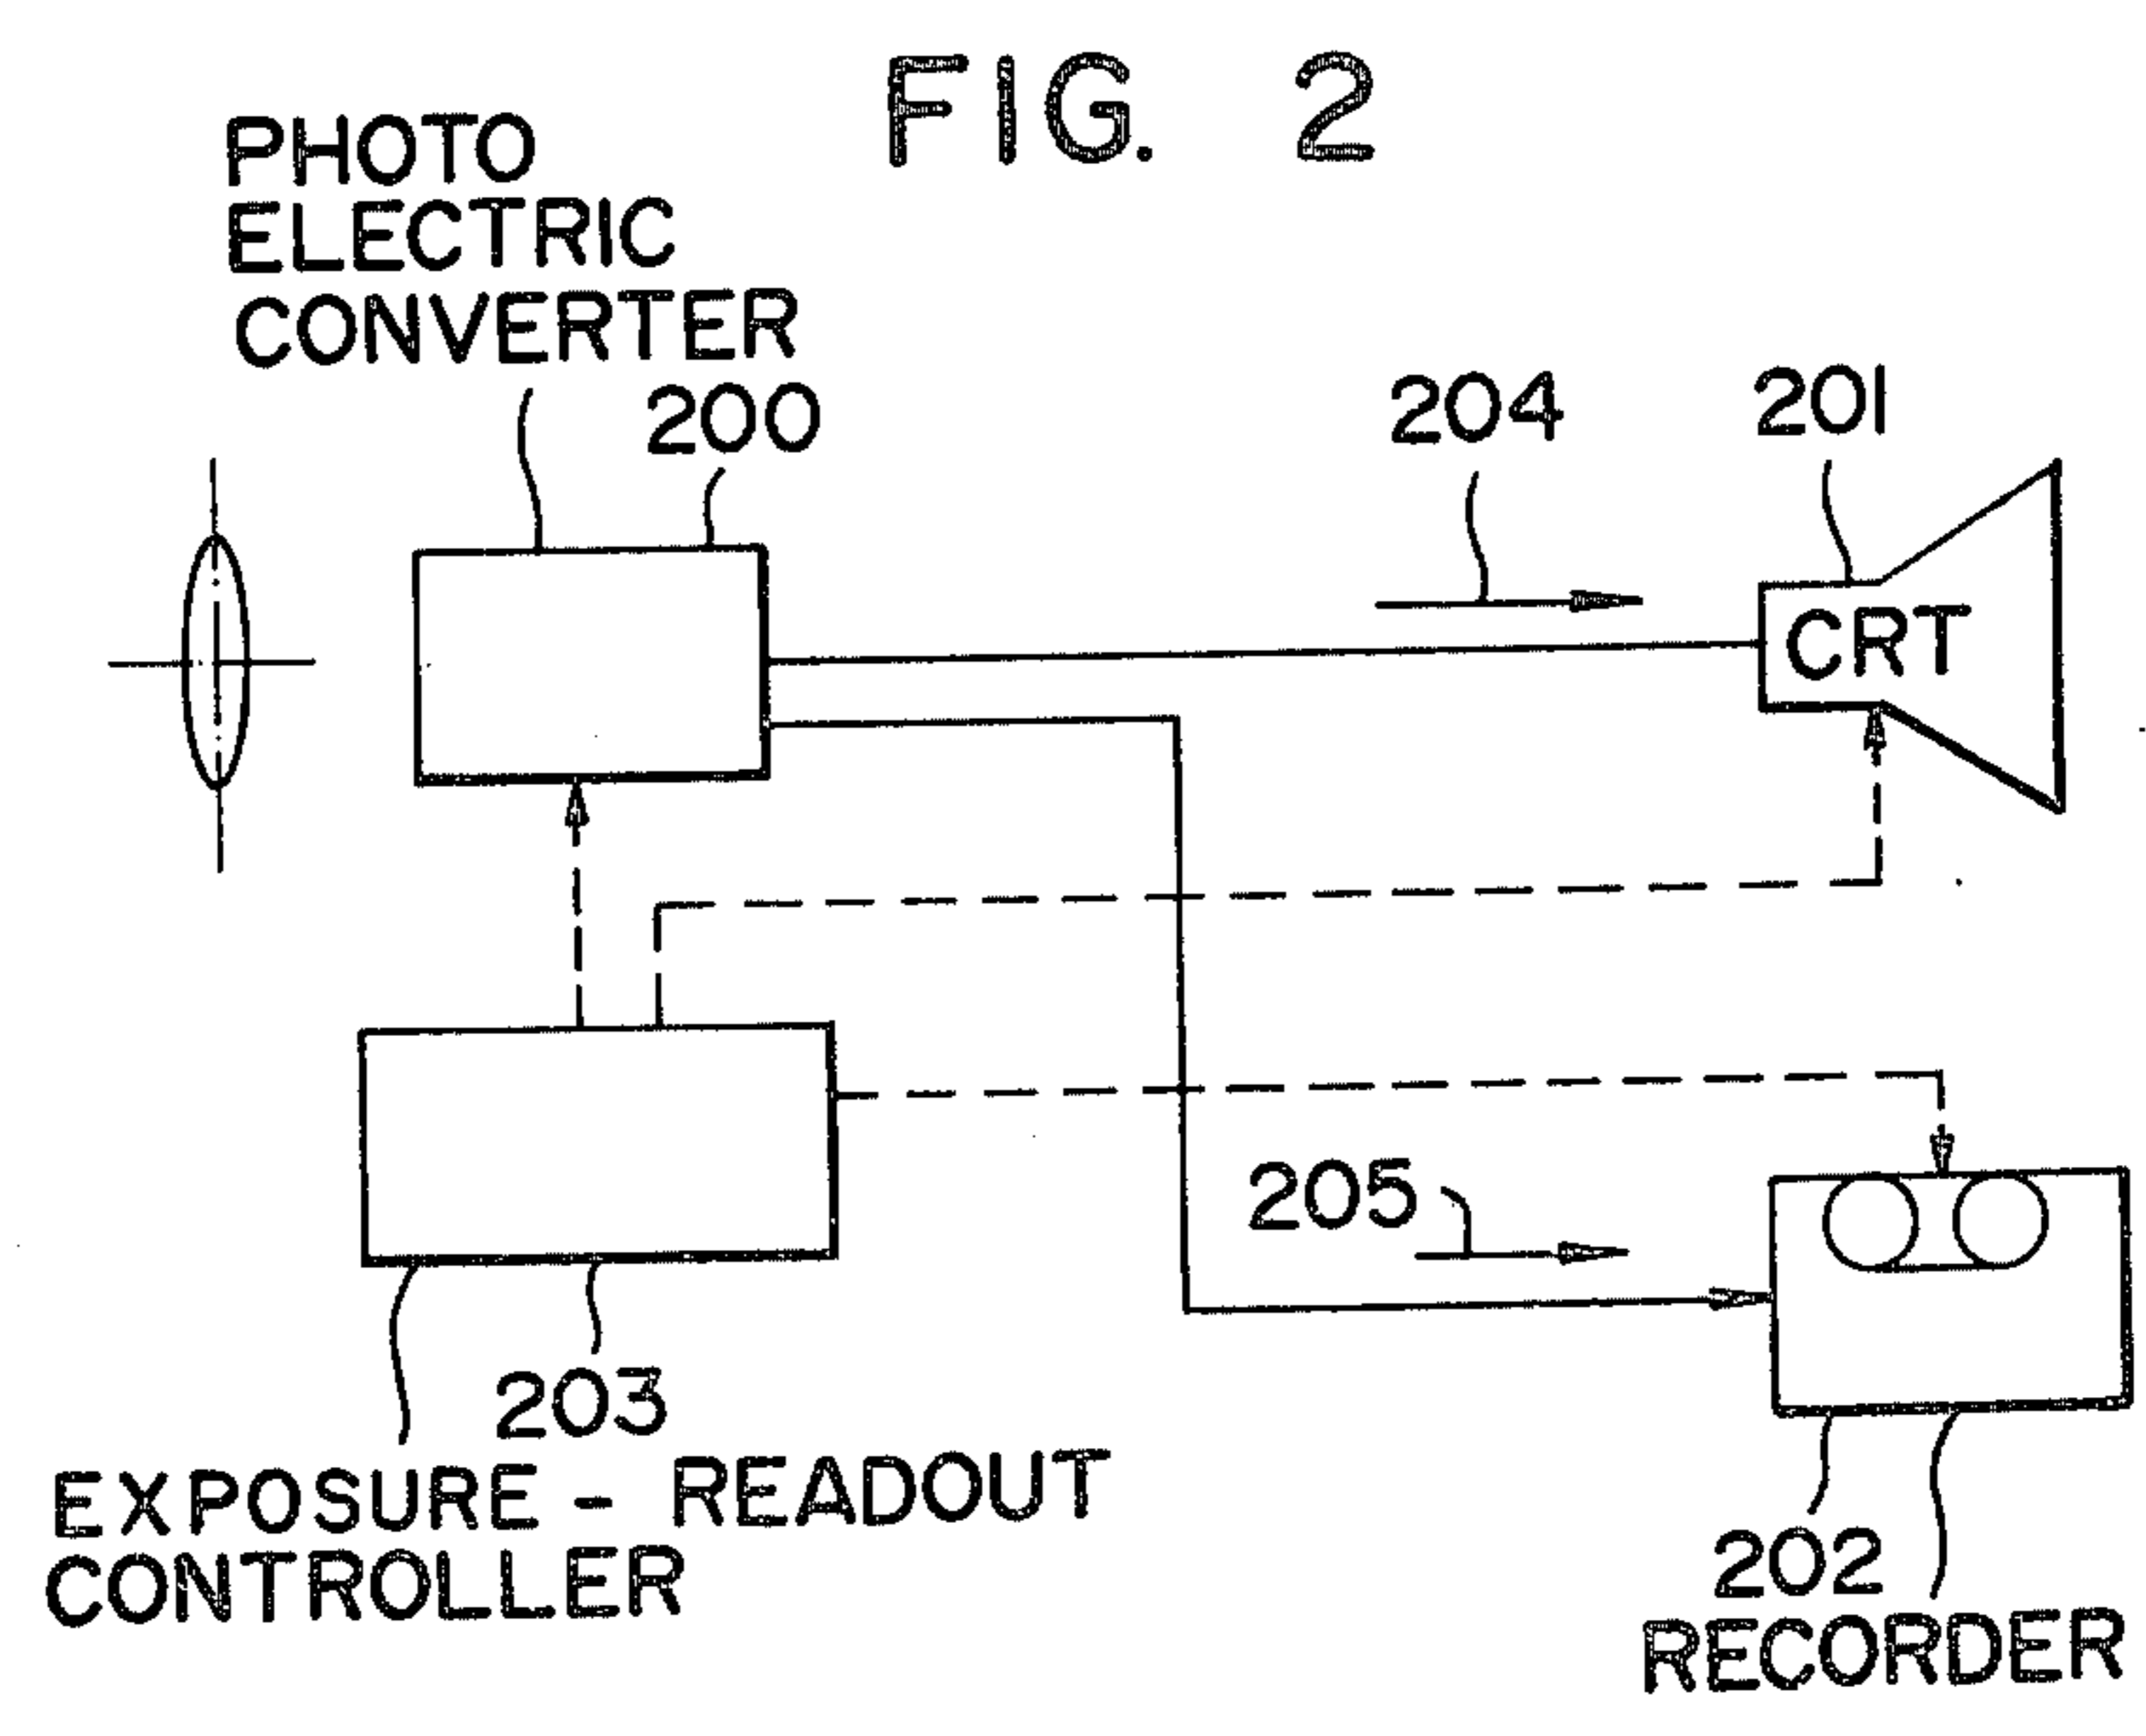 FIG. 2
PHOTO
ELECTRIC
CONVERTER
200
204
201
CRT
205
203
EXPOSURE - READOUT
CONTROLLER
202
RECORDER